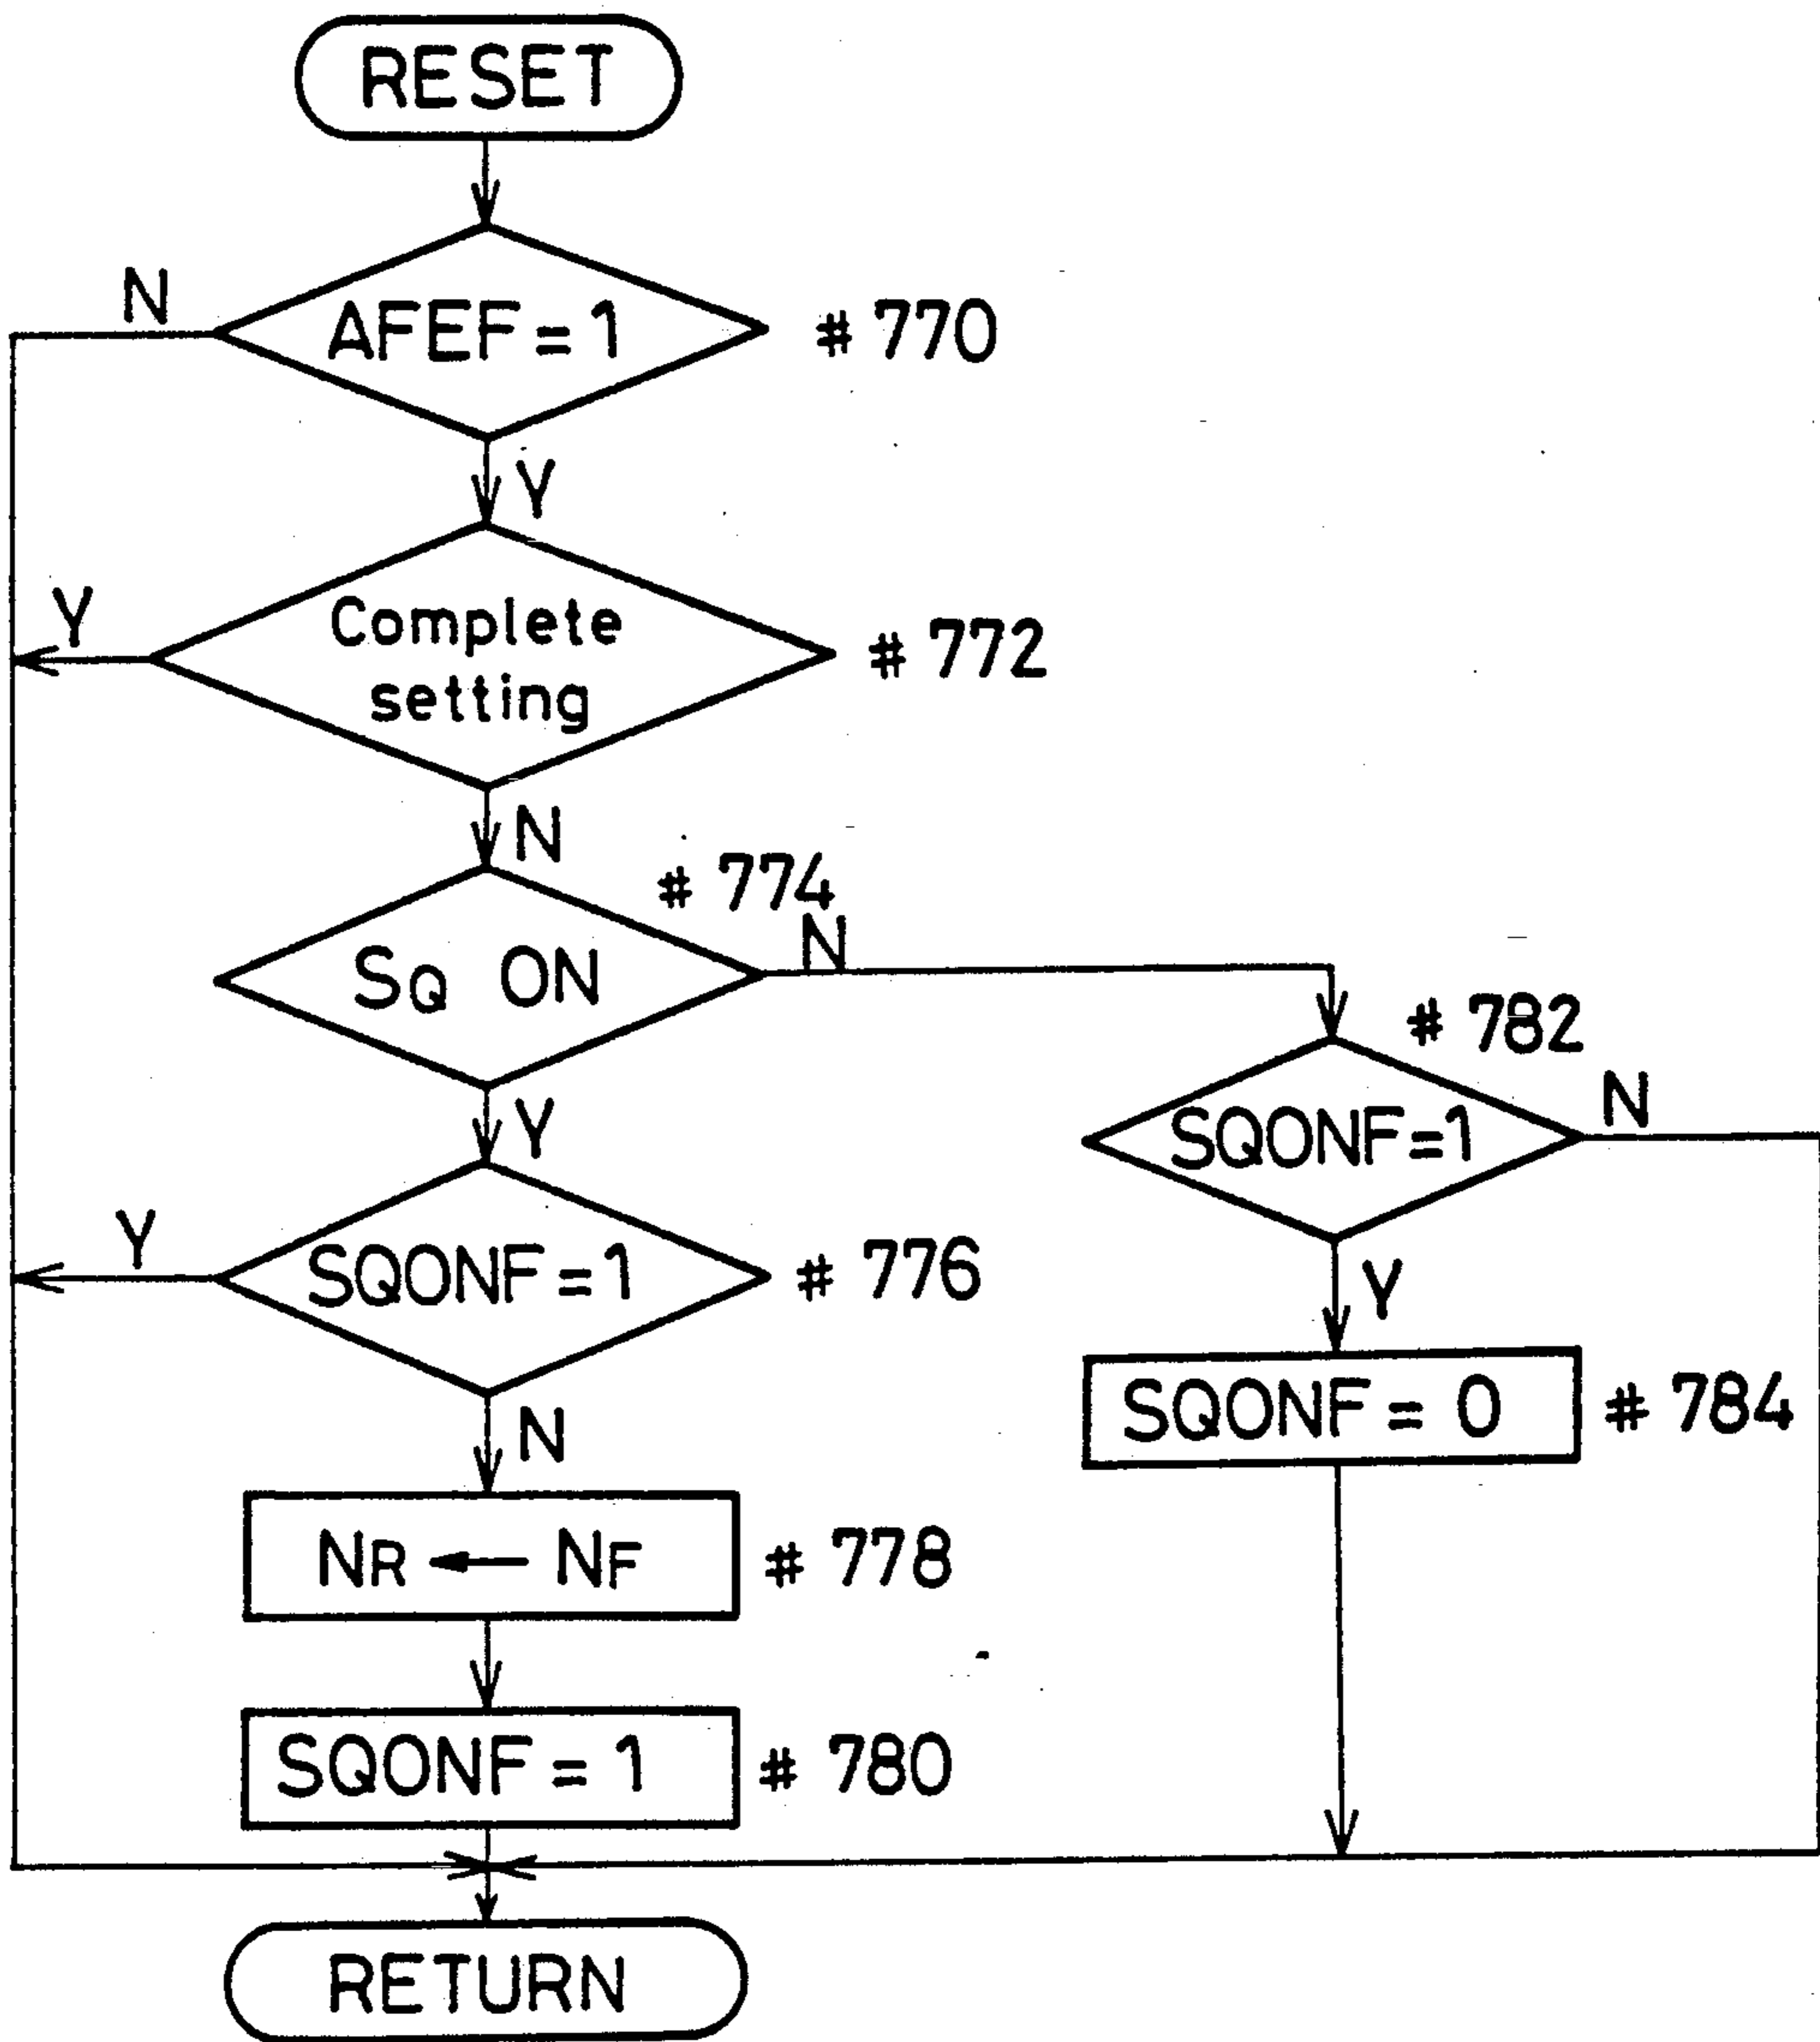 RESET
N
AFEF = 1
# 770
Y
Y
Complete
setting
# 772
N
# 774
SQ ON
N
# 782
Y
SQONF=1
N
Y
SQONF = 1
# 776
Y
N
SQONF = 0
# 784
NR ← NF
# 778
SQONF = 1
# 780
RETURN